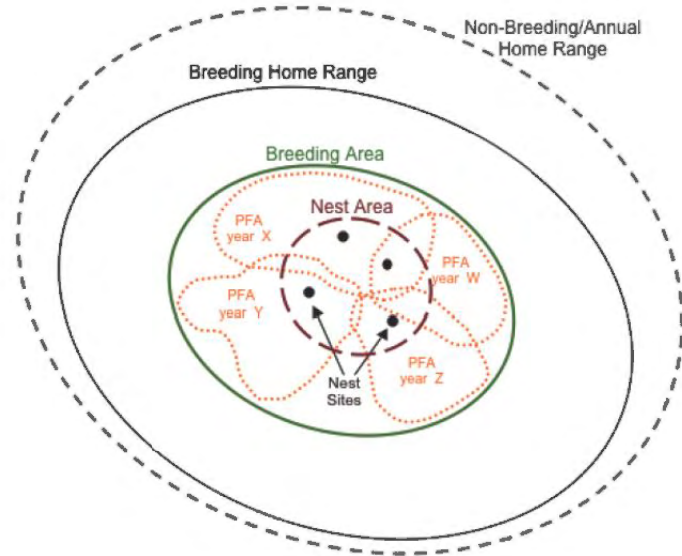 Non-Breeding/Annual
Home Range
Breeding Home Range
Breeding Area
Nest Area
PFA
year X
PFA
year W
PFA
year Y
PFA
year Z
Nest
Sites